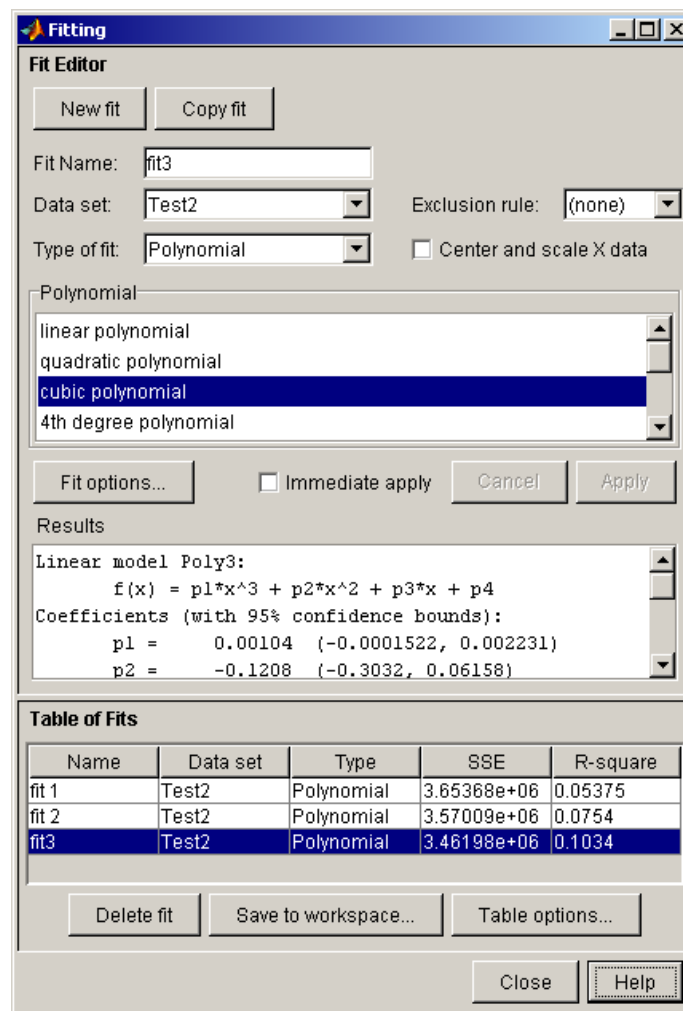 Fitting
Fit Editor
New fit Copy fit
Fit Name: fit3
Data set: Test2 Exclusion rule: (none)
Type of fit: Polynomial Center and scale X data
Polynomial
linear polynomial
quadratic polynomial
cubic polynomial
4th degree polynomial
Fit options... Immediate apply Cancel Apply
Results
Linear model Poly3:
f(x) = p1*x^3 + p2*x^2 + p3*x + p4
Coefficients (with 95% confidence bounds):
p1 = 0.00104 (-0.0001522, 0.002231)
p2 = -0.1208 (-0.3032, 0.06158)
Table of Fits
Name Data set Type SSE R-square
fit 1 Test2 Polynomial 3.65368e+06 0.05375
fit 2 Test2 Polynomial 3.57009e+06 0.0754
fit3 Test2 Polynomial 3.46198e+06 0.1034
Delete fit Save to workspace... Table options...
Close Help